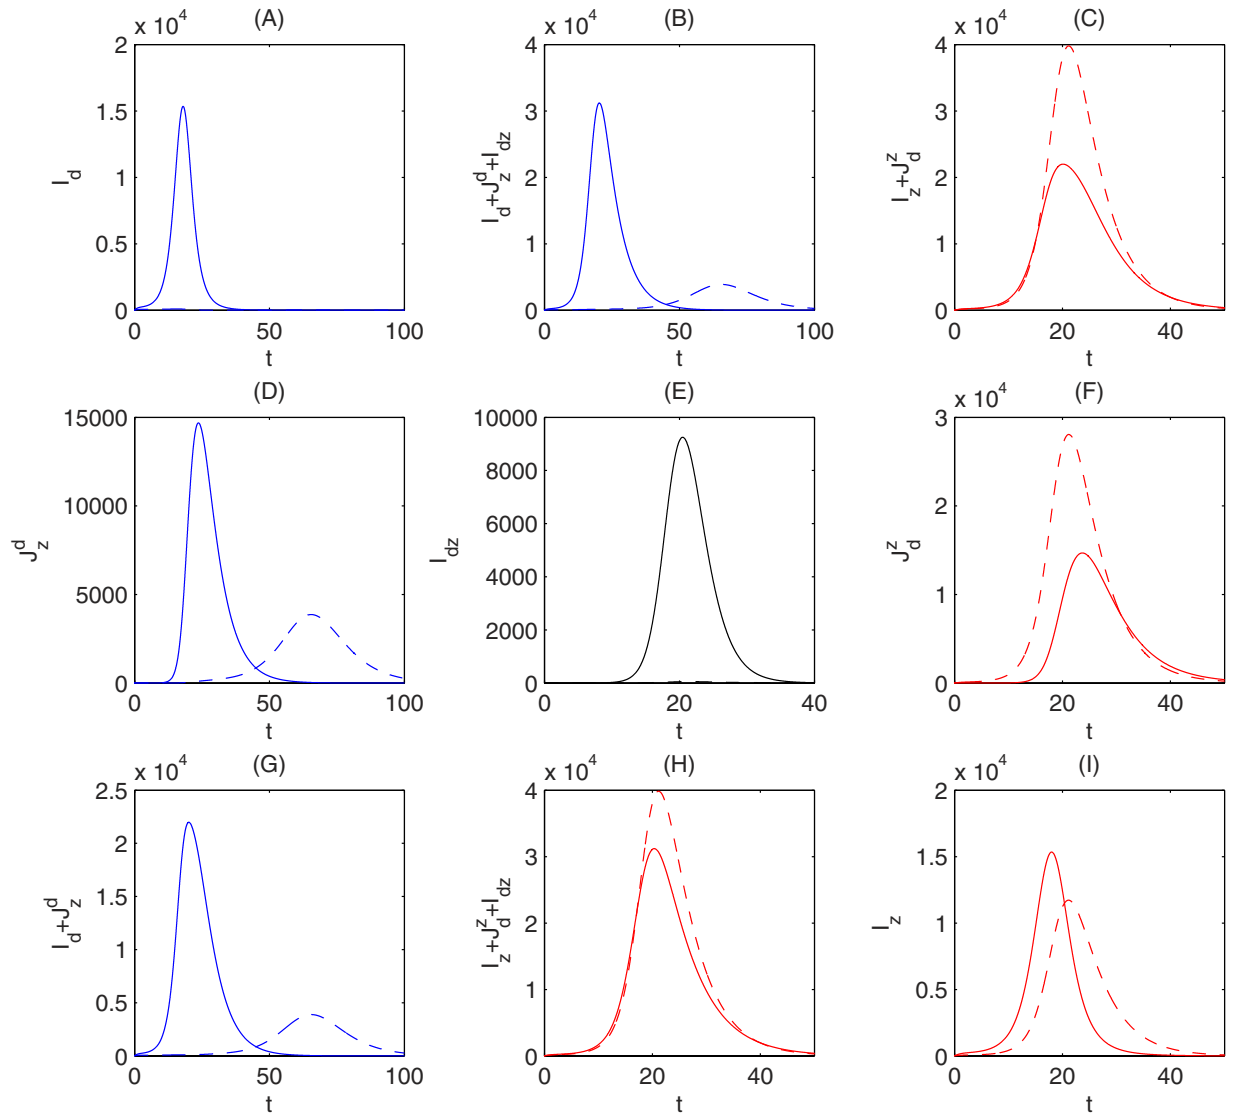 (A)
x 10^4
2
1.5
1
0.5
0
0 50 100
I_d
t
(B)
x 10^4
4
3
2
1
0
0 50 100
I_d+J_z^d+I_dz
t
(C)
x 10^4
4
3
2
1
0
0 20 40
I_z+J_d^z
t
(D)
15000
10000
5000
0
0 50 100
J_z^d
t
(E)
10000
8000
6000
4000
2000
0
0 20 40
I_dz
t
(F)
x 10^4
3
2
1
0
0 20 40
J_d^z
t
(G)
x 10^4
2.5
2
1.5
1
0.5
0
0 50 100
I_d+J_z^d
t
(H)
x 10^4
4
3
2
1
0
0 20 40
I_z+J_d^z+I_dz
t
(I)
x 10^4
2
1.5
1
0.5
0
0 20 40
I_z
t